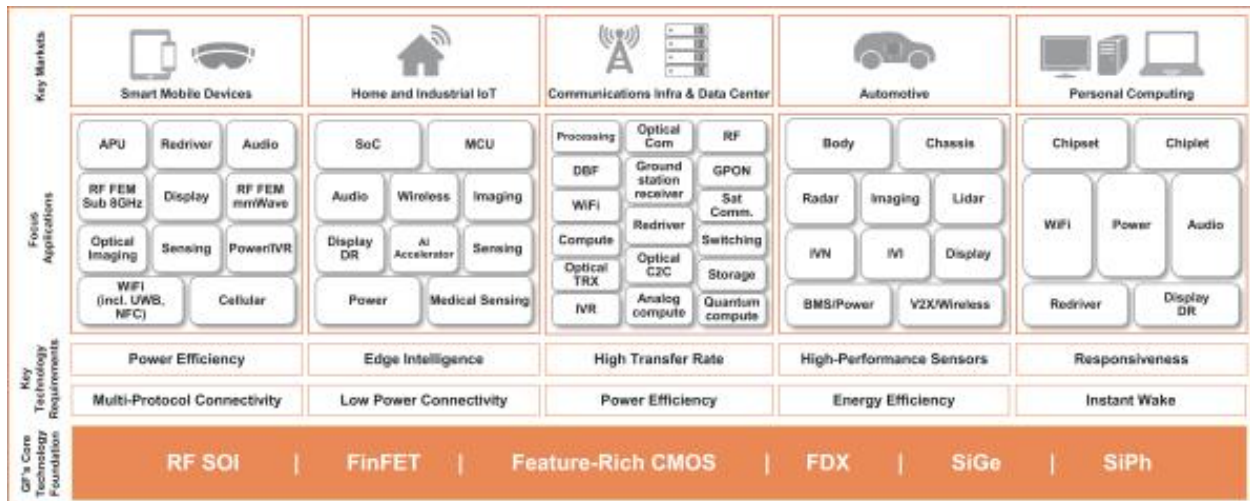 Key Markets
Smart Mobile Devices
Home and Industrial IoT
Communications Infra & Data Center
Automotive
Personal Computing
Focus
Applications
APU
Redriver
Audio
RF FEM
Sub 8GHz
Display
RF FEM
mmWave
Optical
Imaging
Sensing
Power/IVR
WiFi
(incl. UWB,
NFC)
Cellular
SoC
MCU
Audio
Wireless
Imaging
Display
DR
AI
Accelerator
Sensing
Power
Medical Sensing
Processing
DBF
WiFi
Compute
Optical
TRX
IVR
Optical
Com
Ground
station
receiver
Redriver
Optical
C2C
Analog
compute
RF
GPON
Sat
Comm.
Switching
Storage
Quantum
compute
Body
Chassis
Radar
Imaging
Lidar
IVN
IVI
Display
BMS/Power
V2X/Wireless
Chipset
Chiplet
WiFi
Power
Audio
Redriver
Display
DR
Key
Technology
Requirements
Power Efficiency
Edge Intelligence
High Transfer Rate
High-Performance Sensors
Responsiveness
Multi-Protocol Connectivity
Low Power Connectivity
Power Efficiency
Energy Efficiency
Instant Wake
GF's Core
Technology
Foundation
RF SOI | FinFET | Feature-Rich CMOS | FDX | SiGe | SiPh